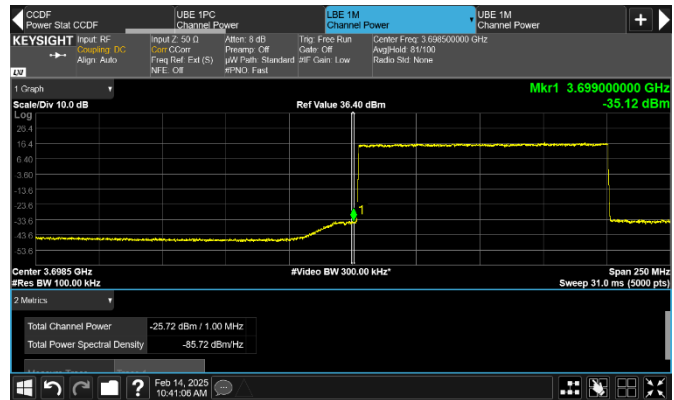 CCDF
Power Stat CCDF
UBE 1PC
Channel Power
LBE 1M
Channel Power
UBE 1M
Channel Power
+
KEYSIGHT
Input: RF
Coupling: DC
Align: Auto
Input Z: 50 Ω
Corr CCorr
Freq Ref: Ext (S)
NFE: Off
Atten: 8 dB
Preamp: Off
µW Path: Standard
#PNO: Fast
Trig: Free Run
Gate: Off
#IF Gain: Low
Center Freq: 3.698500000 GHz
Avg|Hold: 81/100
Radio Std: None
LXI
1 Graph
Mkr1 3.699000000 GHz
Scale/Div 10.0 dB
Ref Value 36.40 dBm
-35.12 dBm
Log
26.4
16.4
6.40
-3.60
-13.6
-23.6
-33.6
-43.6
-53.6
1
Center 3.6985 GHz
#Video BW 300.00 kHz*
Span 250 MHz
#Res BW 100.00 kHz
Sweep 31.0 ms (5000 pts)
2 Metrics
Total Channel Power -25.72 dBm / 1.00 MHz
Total Power Spectral Density -85.72 dBm/Hz
?
Feb 14, 2025
10:41:06 AM